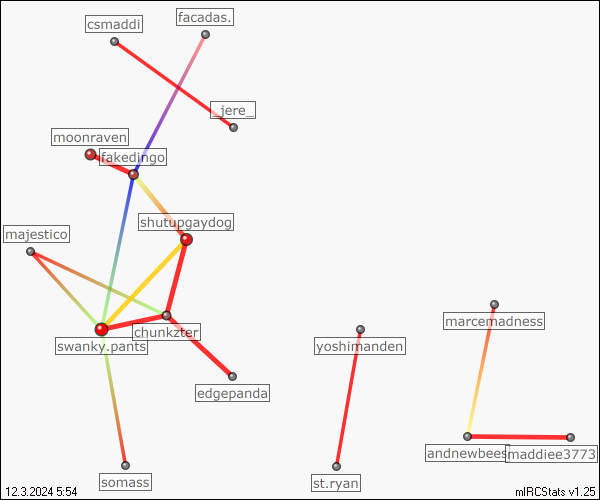 facadas.
csmaddi
_jere_
moonraven
fakedingo
shutupgaydog
majestico
marcemadness
chunkzter
swanky.pants
yoshimanden
edgepanda
andnewbees
maddiee3773
somass
st.ryan
12.3.2024 5:54
mIRCStats v1.25